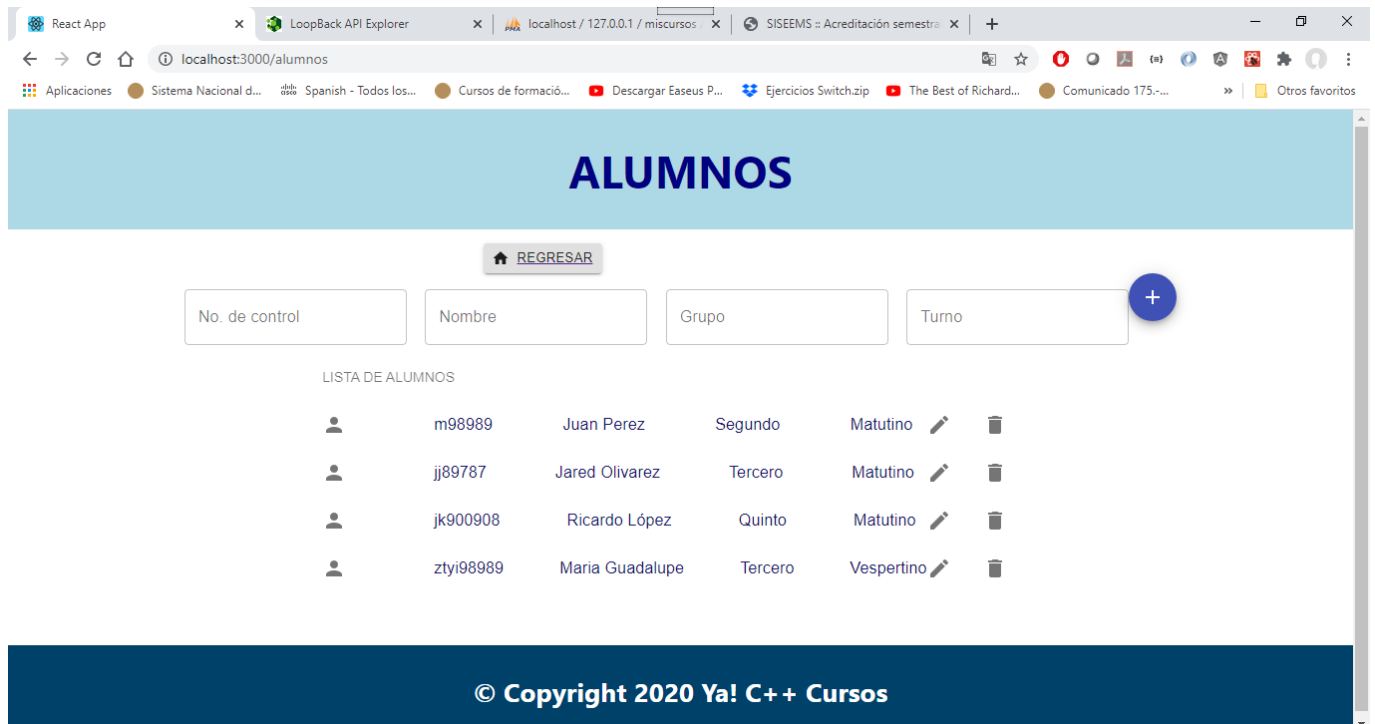 React App
LoopBack API Explorer
localhost / 127.0.0.1 / miscursos /
SISEEMS :: Acreditación semestra
localhost:3000/alumnos
Aplicaciones
Sistema Nacional d...
Spanish - Todos los...
Cursos de formació...
Descargar Easeus P...
Ejercicios Switch.zip
The Best of Richard...
Comunicado 175.-...
»
Otros favoritos
ALUMNOS
REGRESAR
No. de control Nombre Grupo Turno +
LISTA DE ALUMNOS
m98989 Juan Perez Segundo Matutino
jj89787 Jared Olivarez Tercero Matutino
jk900908 Ricardo López Quinto Matutino
ztyi98989 Maria Guadalupe Tercero Vespertino
© Copyright 2020 Ya! C++ Cursos